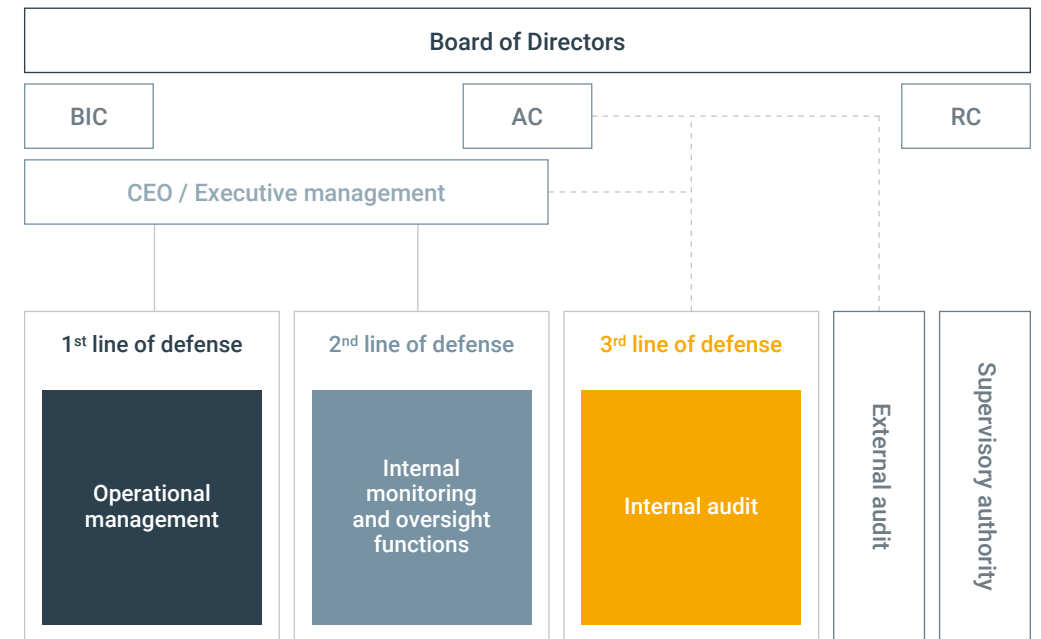 Board of Directors
BIC
AC
RC
CEO / Executive management
1st line of defense
2nd line of defense
3rd line of defense
Operational
management
Internal
monitoring
and oversight
functions
Internal audit
External audit
Supervisory authority